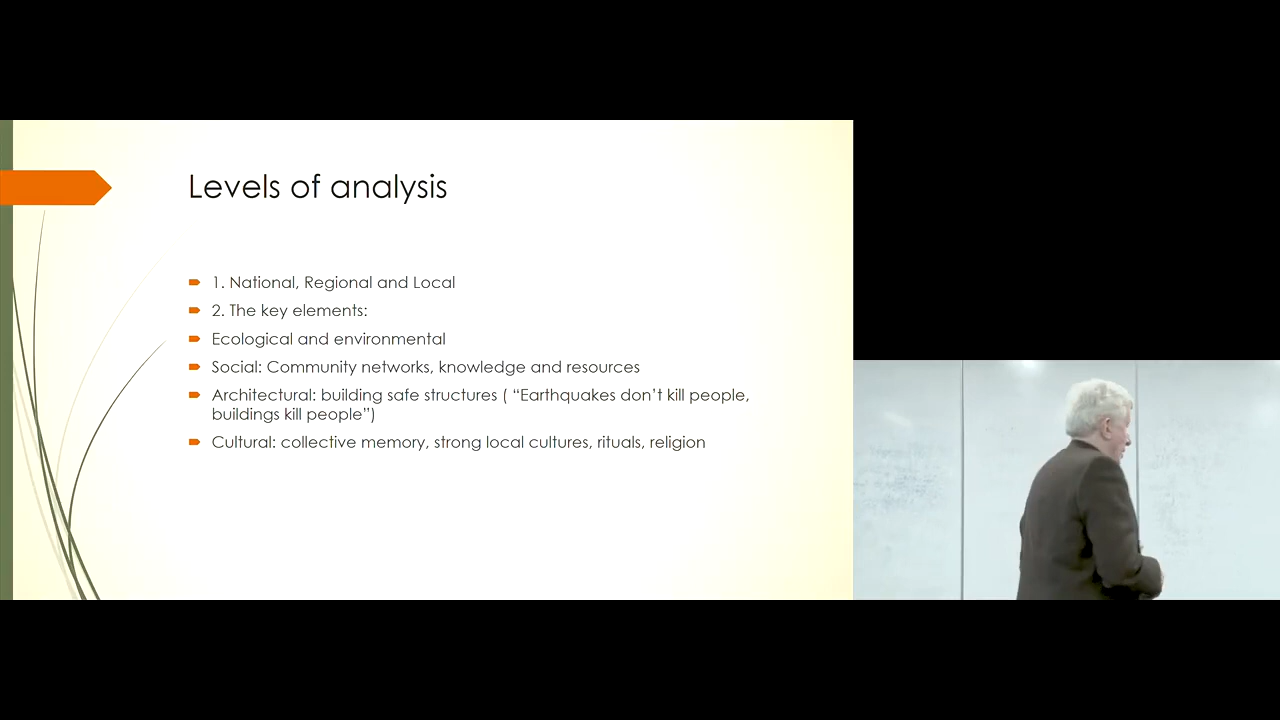 Levels of analysis
1. National, Regional and Local
2. The key elements:
Ecological and environmental
Social: Community networks, knowledge and resources
Architectural: building safe structures ( “Earthquakes don’t kill people,
buildings kill people”)
Cultural: collective memory, strong local cultures, rituals, religion